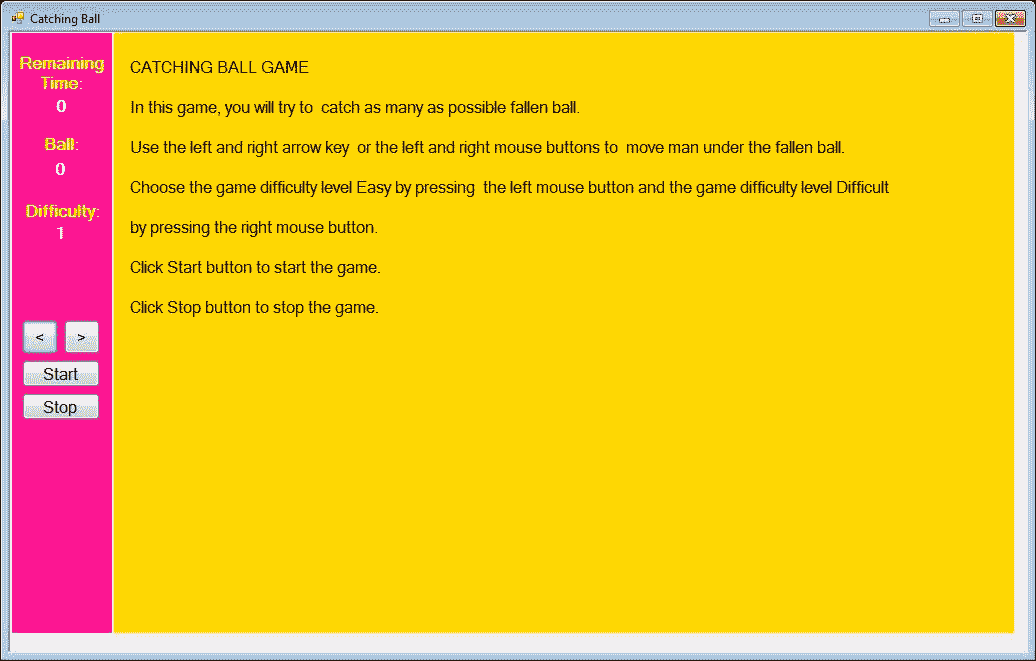 Catching Ball
Remaining
Time:
0
Ball:
0
Difficulty:
1
<
>
Start
Stop
CATCHING BALL GAME
In this game, you will try to  catch as many as possible fallen ball.
Use the left and right arrow key  or the left and right mouse buttons to  move man under the fallen ball.
Choose the game difficulty level Easy by pressing  the left mouse button and the game difficulty level Difficult
by pressing the right mouse button.
Click Start button to start the game.
Click Stop button to stop the game.